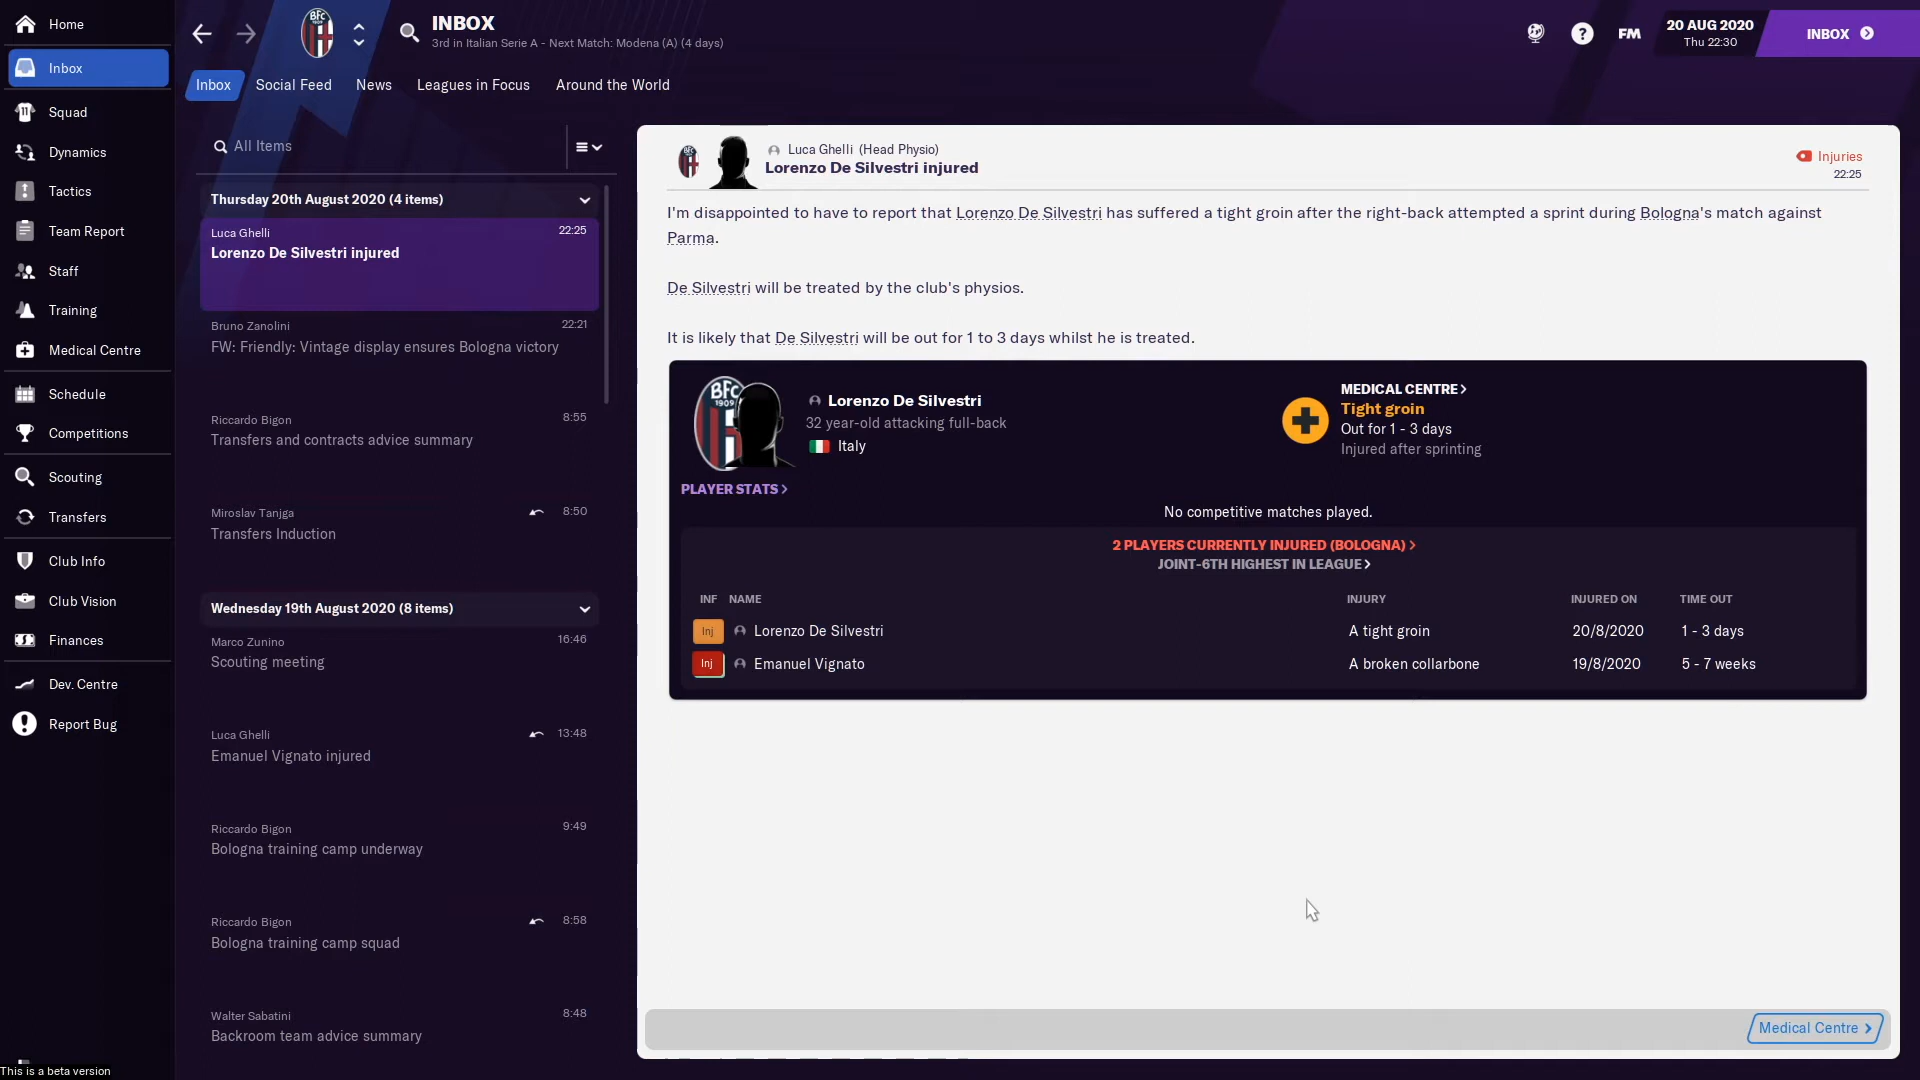 Home
Inbox
Squad
Dynamics
Tactics
Team Report
Staff
Training
Medical Centre
Schedule
Competitions
Scouting
Transfers
Club Info
Club Vision
Finances
Dev. Centre
Report Bug
This is a beta version
BFC
1909
INBOX
3rd in Italian Serie A - Next Match: Modena (A) (4 days)
?
FM
20 AUG 2020
Thu 22:30
INBOX
Inbox
Social Feed
News
Leagues in Focus
Around the World
All Items
Thursday 20th August 2020 (4 items)
Luca Ghelli 22:25
Lorenzo De Silvestri injured
Bruno Zanolini 22:21
FW: Friendly: Vintage display ensures Bologna victory
Riccardo Bigon 8:55
Transfers and contracts advice summary
Miroslav Tanjga 8:50
Transfers Induction
Wednesday 19th August 2020 (8 items)
Marco Zunino 16:46
Scouting meeting
Luca Ghelli 13:48
Emanuel Vignato injured
Riccardo Bigon 9:49
Bologna training camp underway
Riccardo Bigon 8:58
Bologna training camp squad
Walter Sabatini 8:48
Backroom team advice summary
Luca Ghelli (Head Physio)
Lorenzo De Silvestri injured
Injuries
22:25
I'm disappointed to have to report that Lorenzo De Silvestri has suffered a tight groin after the right-back attempted a sprint during Bologna's match against
Parma.
De Silvestri will be treated by the club's physios.
It is likely that De Silvestri will be out for 1 to 3 days whilst he is treated.
BFC
1909
Lorenzo De Silvestri
32 year-old attacking full-back
Italy
MEDICAL CENTRE
Tight groin
Out for 1 - 3 days
Injured after sprinting
PLAYER STATS
No competitive matches played.
2 PLAYERS CURRENTLY INJURED (BOLOGNA)
JOINT-6TH HIGHEST IN LEAGUE
INF NAME INJURY INJURED ON TIME OUT
Inj Lorenzo De Silvestri A tight groin 20/8/2020 1 - 3 days
Inj Emanuel Vignato A broken collarbone 19/8/2020 5 - 7 weeks
Medical Centre